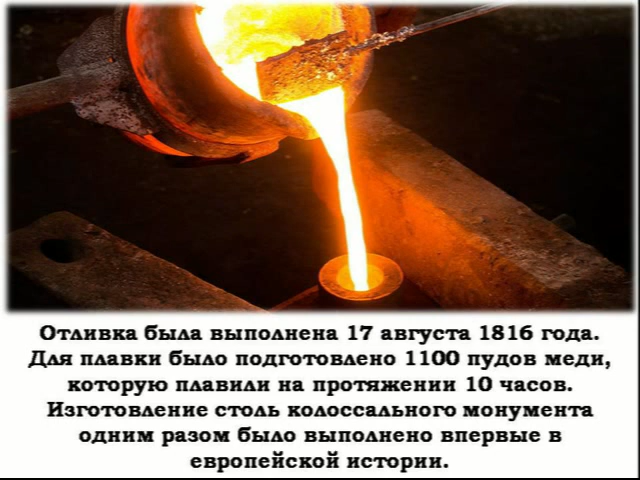 Отливка была выполнена 17 августа 1816 года.
Для плавки было подготовлено 1100 пудов меди,
которую плавили на протяжении 10 часов.
Изготовление столь колоссального монумента
одним разом было выполнено впервые в
европейской истории.